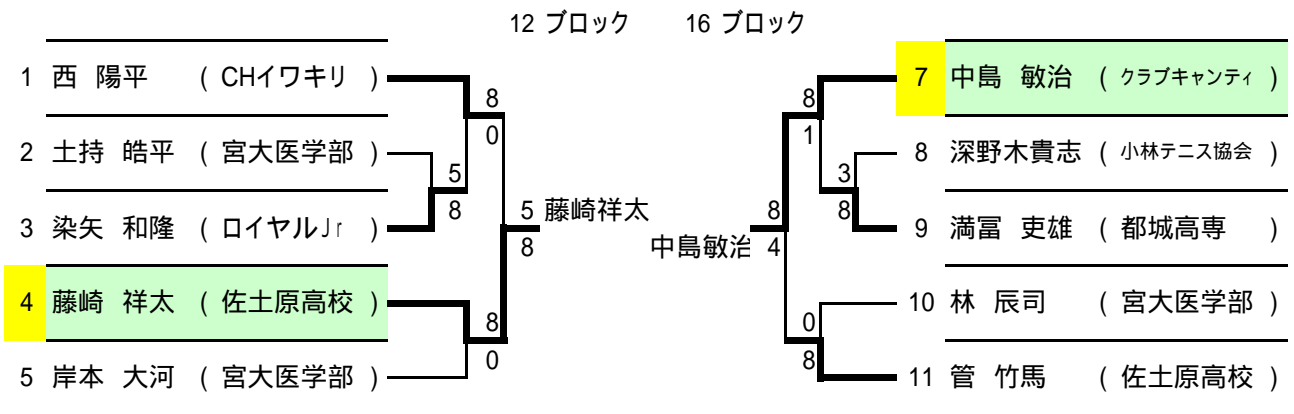 12 ブロック 16 ブロック
1 西 陽平 ( CHイワキリ )
8
0
2 土持 皓平 ( 宮大医学部 )
5
8
3 染矢 和隆 ( ロイヤルJr )
5 藤崎祥太
8
4 藤崎 祥太 ( 佐土原高校 )
8
0
5 岸本 大河 ( 宮大医学部 )
7 中島 敏治 ( クラブキャンティ )
8
1
8 深野木貴志 ( 小林テニス協会 )
3
8
9 満冨 吏雄 ( 都城高専 )
8
中島敏治 4
10 林 辰司 ( 宮大医学部 )
0
8
11 管 竹馬 ( 佐土原高校 )